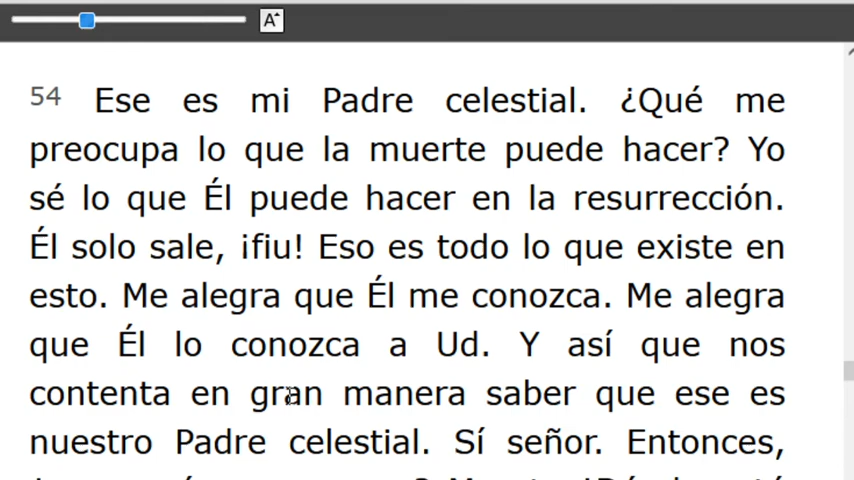 A
54 Ese es mi Padre celestial. ¿Qué me
preocupa lo que la muerte puede hacer? Yo
sé lo que Él puede hacer en la resurrección.
Él solo sale, ¡fiu! Eso es todo lo que existe en
esto. Me alegra que Él me conozca. Me alegra
que Él lo conozca a Ud. Y así que nos
contenta en gran manera saber que ese es
nuestro Padre celestial. Sí señor. Entonces,